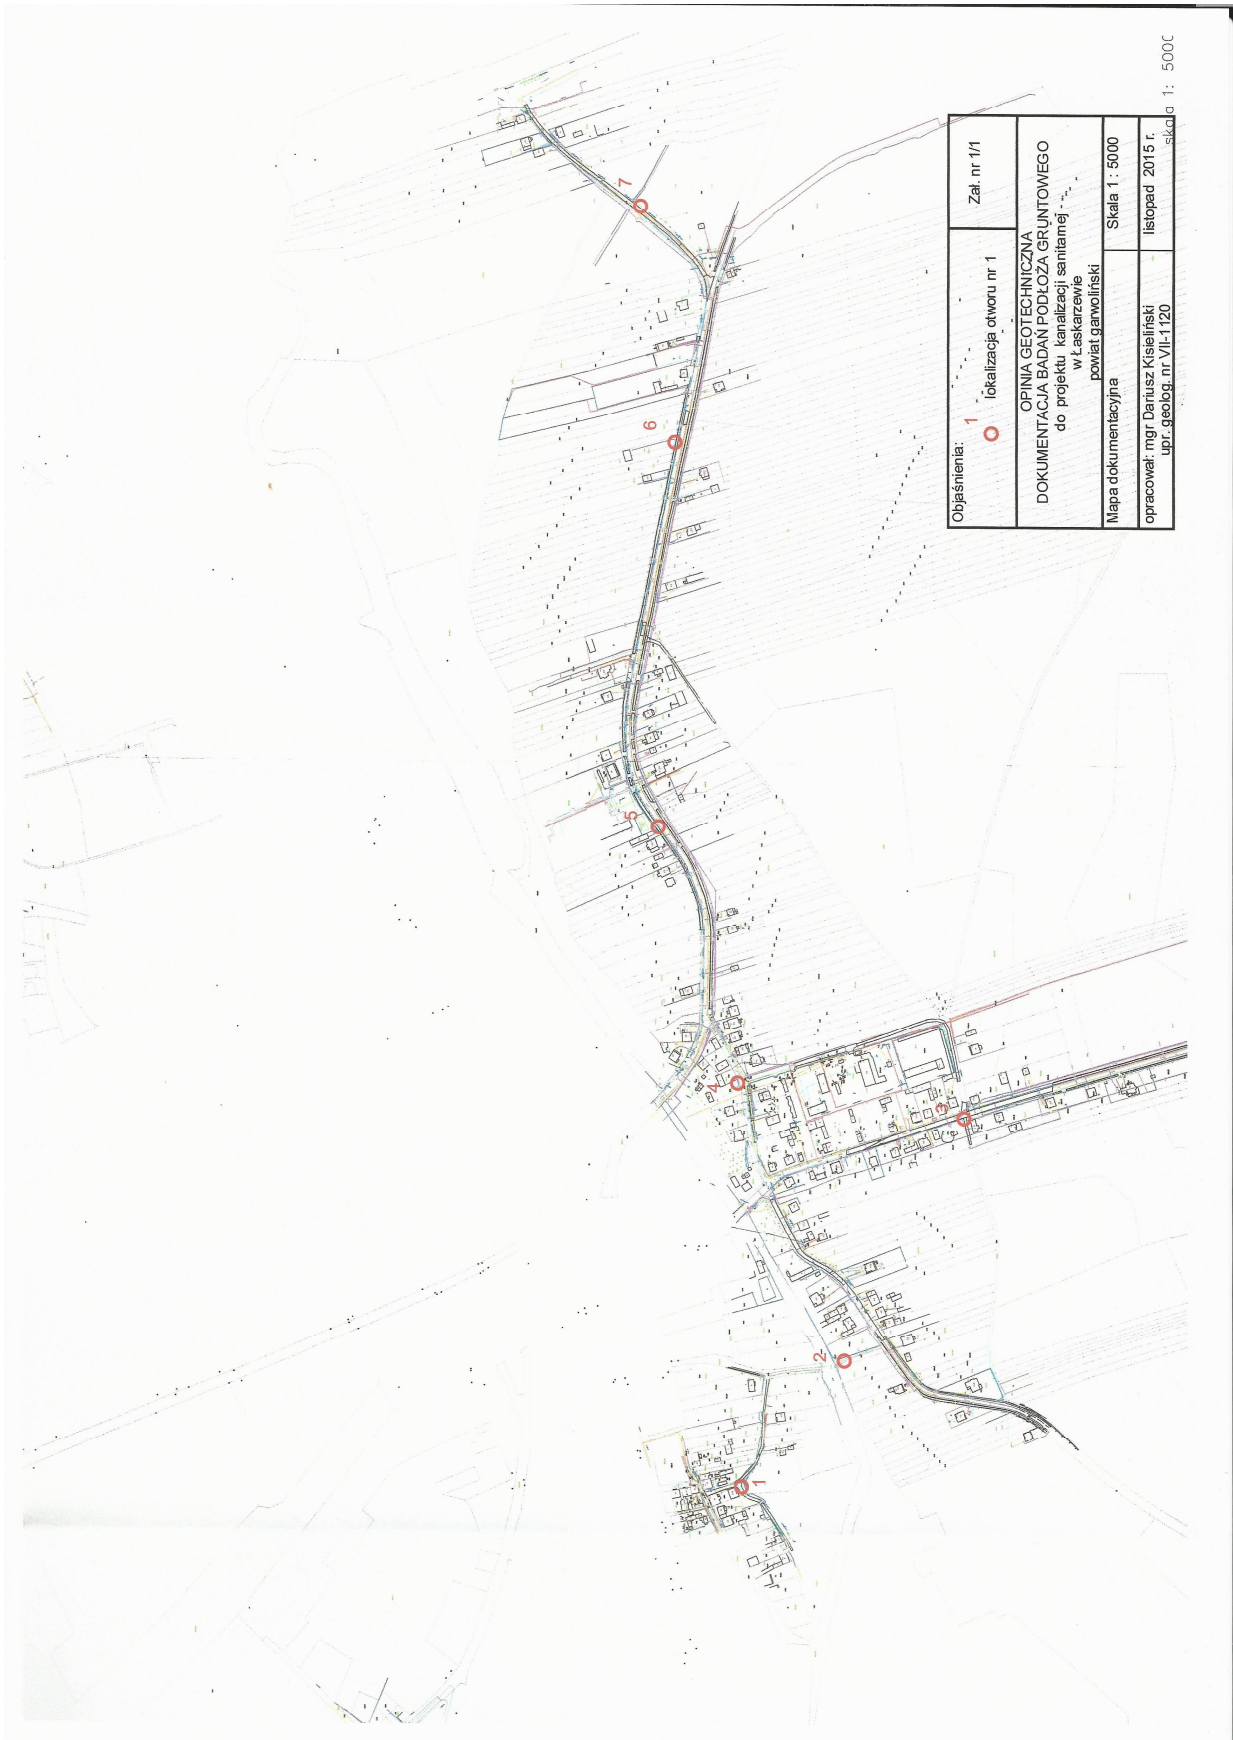 Objaśnienia:
1
lokalizacja otworu nr 1
Zał. nr 1/1
OPINIA GEOTECHNICZNA
DOKUMENTACJA BADAŃ PODŁOŻA GRUNTOWEGO
do projektu kanalizacji sanitarnej
w Łaskarzewie
powiat garwoliński
Mapa dokumentacyjna
Skala 1 : 5000
opracował: mgr Dariusz Kisieliński
upr. geolog. nr VII-1120
listopad 2015 r.
skala 1: 5000
1
2
3
4
5
6
7